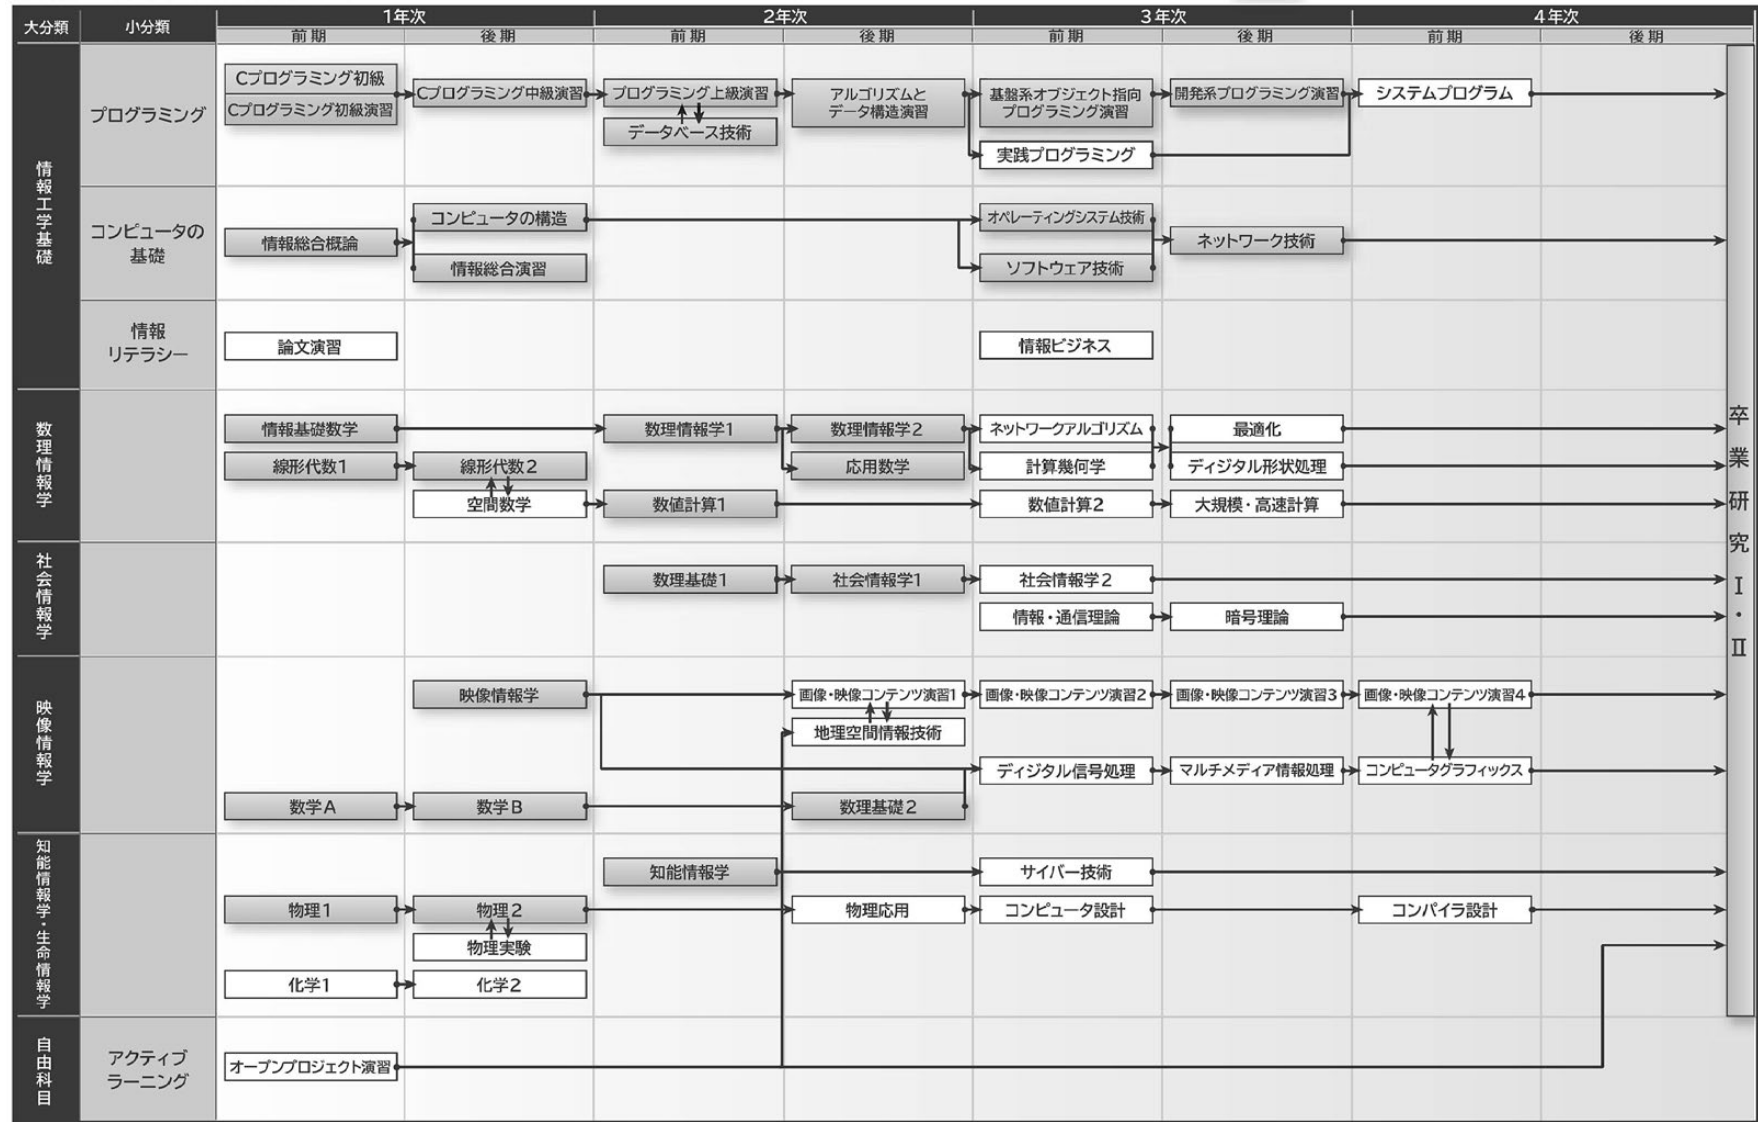 大分類
小分類
1年次
2年次
3年次
4年次
前期
後期
前期
後期
前期
後期
前期
後期
情報工学基礎
プログラミング
Cプログラミング初級
Cプログラミング初級演習
Cプログラミング中級演習
プログラミング上級演習
データベース技術
アルゴリズムと
データ構造演習
基盤系オブジェクト指向
プログラミング演習
実践プログラミング
開発系プログラミング演習
システムプログラム
コンピュータの
基礎
情報総合概論
コンピュータの構造
情報総合演習
オペレーティングシステム技術
ソフトウェア技術
ネットワーク技術
情報
リテラシー
論文演習
情報ビジネス
数理情報学
情報基礎数学
数理情報学1
数理情報学2
ネットワークアルゴリズム
最適化
線形代数1
線形代数2
応用数学
計算幾何学
ディジタル形状処理
空間数学
数値計算1
数値計算2
大規模・高速計算
社会情報学
数理基礎1
社会情報学1
社会情報学2
情報・通信理論
暗号理論
映像情報学
映像情報学
画像・映像コンテンツ演習1
画像・映像コンテンツ演習2
画像・映像コンテンツ演習3
画像・映像コンテンツ演習4
地理空間情報技術
ディジタル信号処理
マルチメディア情報処理
コンピュータグラフィックス
数学A
数学B
数理基礎2
知能情報学・生命情報学
知能情報学
サイバー技術
物理1
物理2
物理応用
コンピュータ設計
コンパイラ設計
物理実験
化学1
化学2
自由科目
アクティブ
ラーニング
オープンプロジェクト演習
卒業研究Ⅰ・Ⅱ